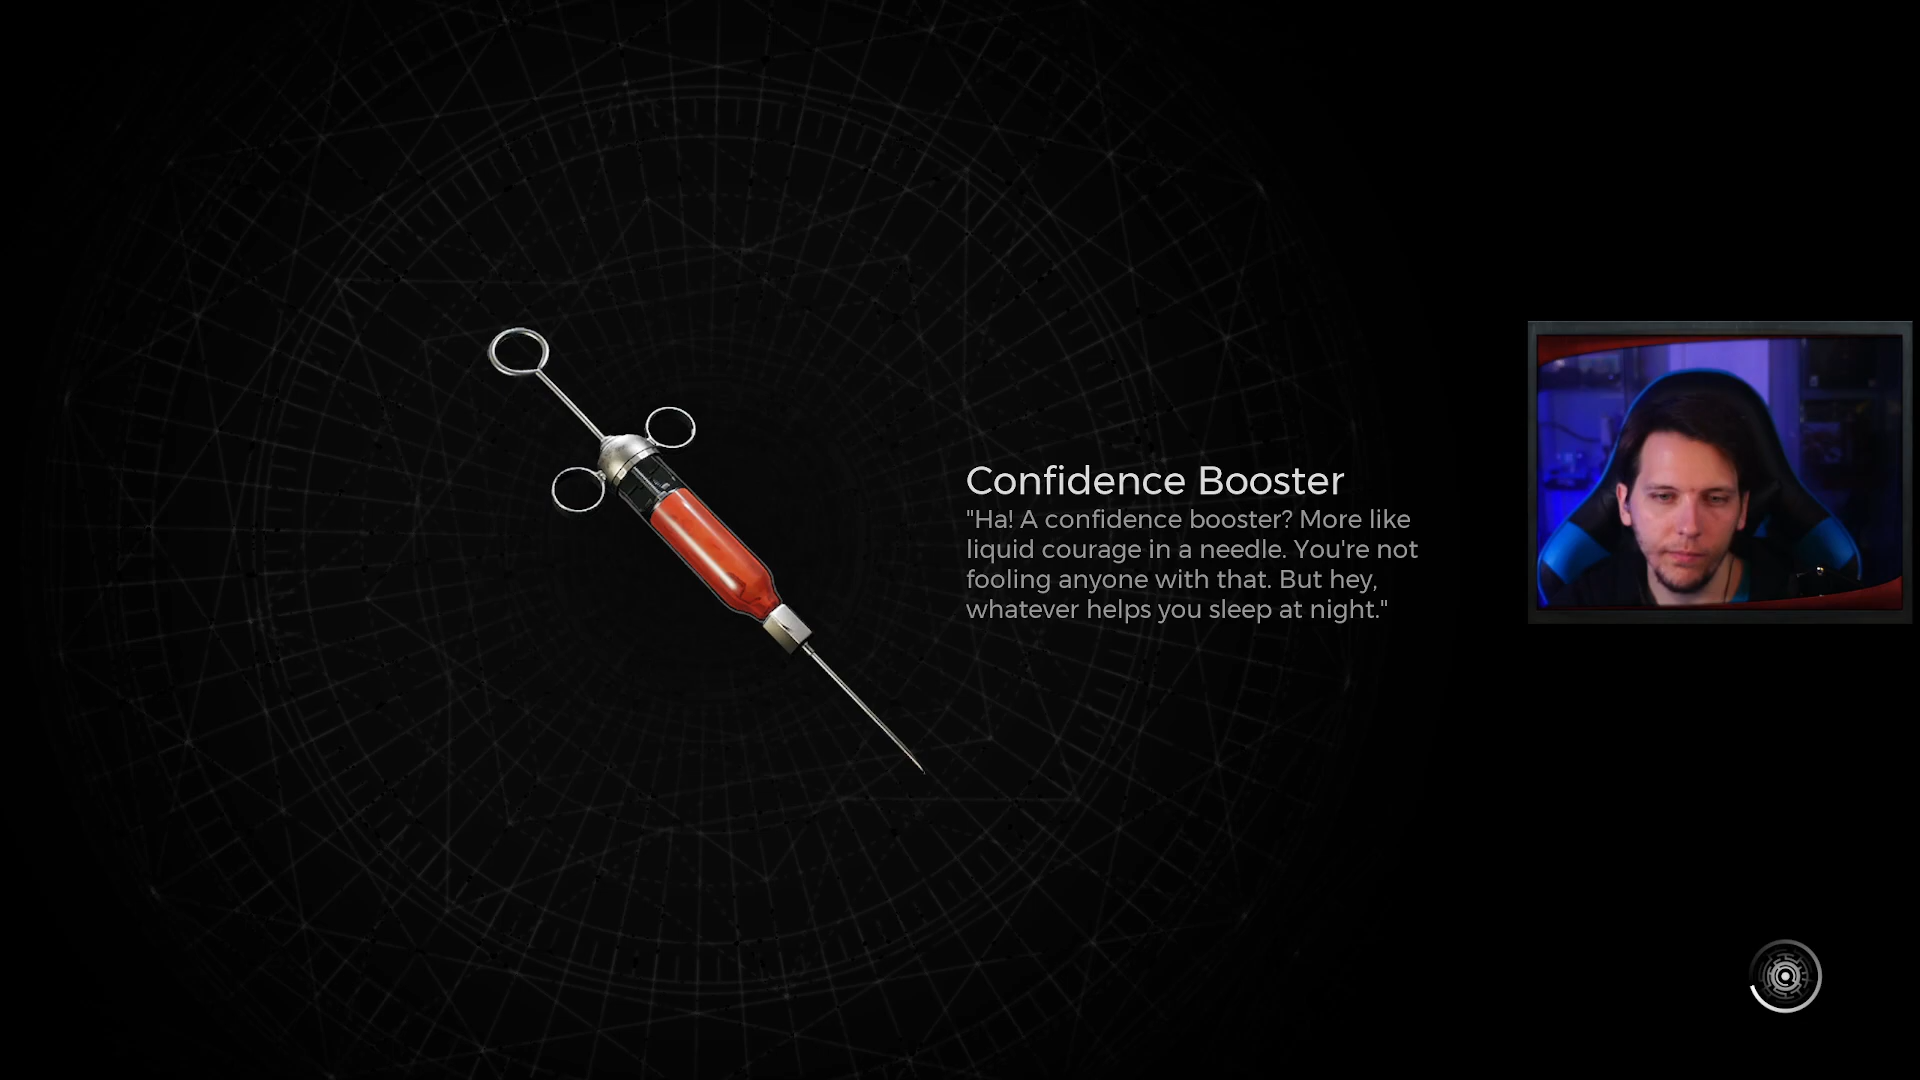 Confidence Booster
"Ha! A confidence booster? More like
liquid courage in a needle. You're not
fooling anyone with that. But hey,
whatever helps you sleep at night."